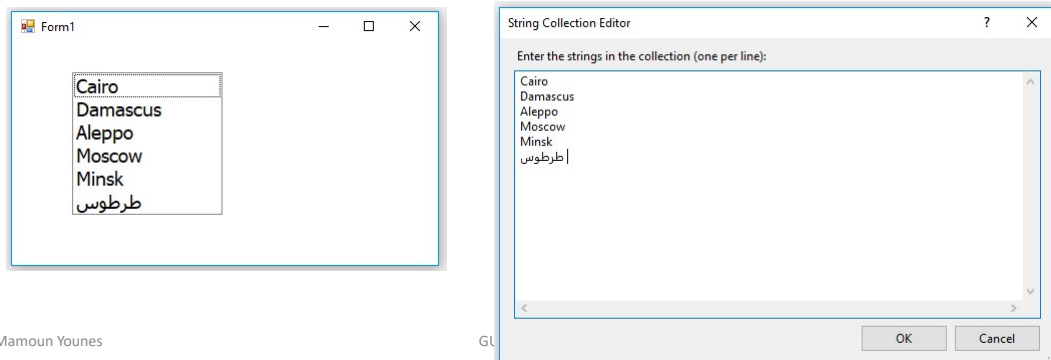 Form1
Cairo
Damascus
Aleppo
Moscow
Minsk
طرطوس
String Collection Editor
?
Enter the strings in the collection (one per line):
Cairo
Damascus
Aleppo
Moscow
Minsk
طرطوس
OK
Cancel
Younes